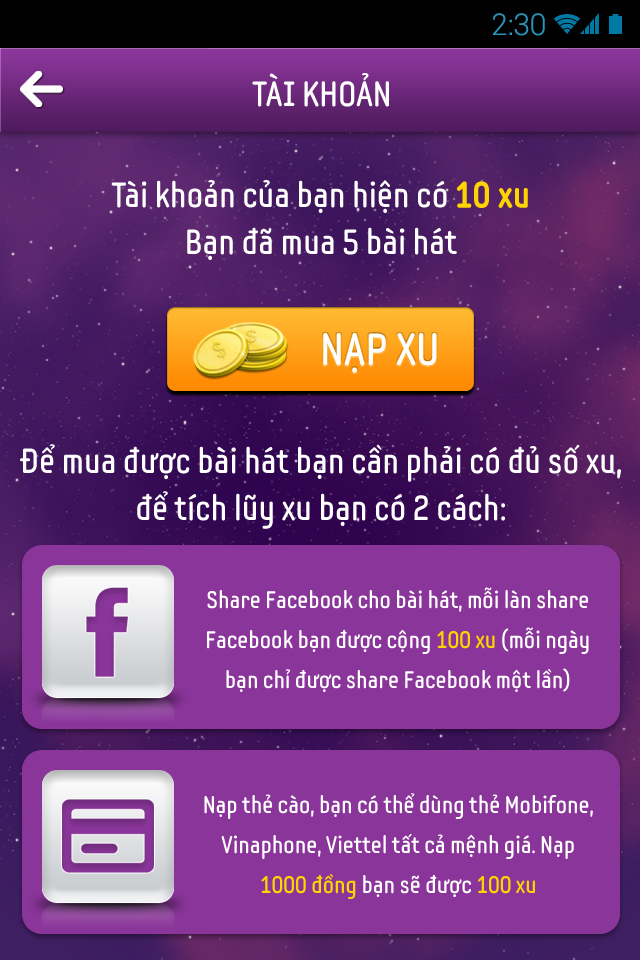 2:30
TÀI KHOẢN
Tài khoản của bạn hiện có 10 xu
Bạn đã mua 5 bài hát
NẠP XU
Để mua được bài hát bạn cần phải có đủ số xu,
để tích lũy xu bạn có 2 cách:
Share Facebook cho bài hát, mỗi làn share
Facebook bạn được cộng 100 xu (mỗi ngày
bạn chỉ được share Facebook một lần)
Nạp thẻ cào, bạn có thể dùng thẻ Mobifone,
Vinaphone, Viettel tất cả mệnh giá. Nạp
1000 đồng bạn sẽ được 100 xu